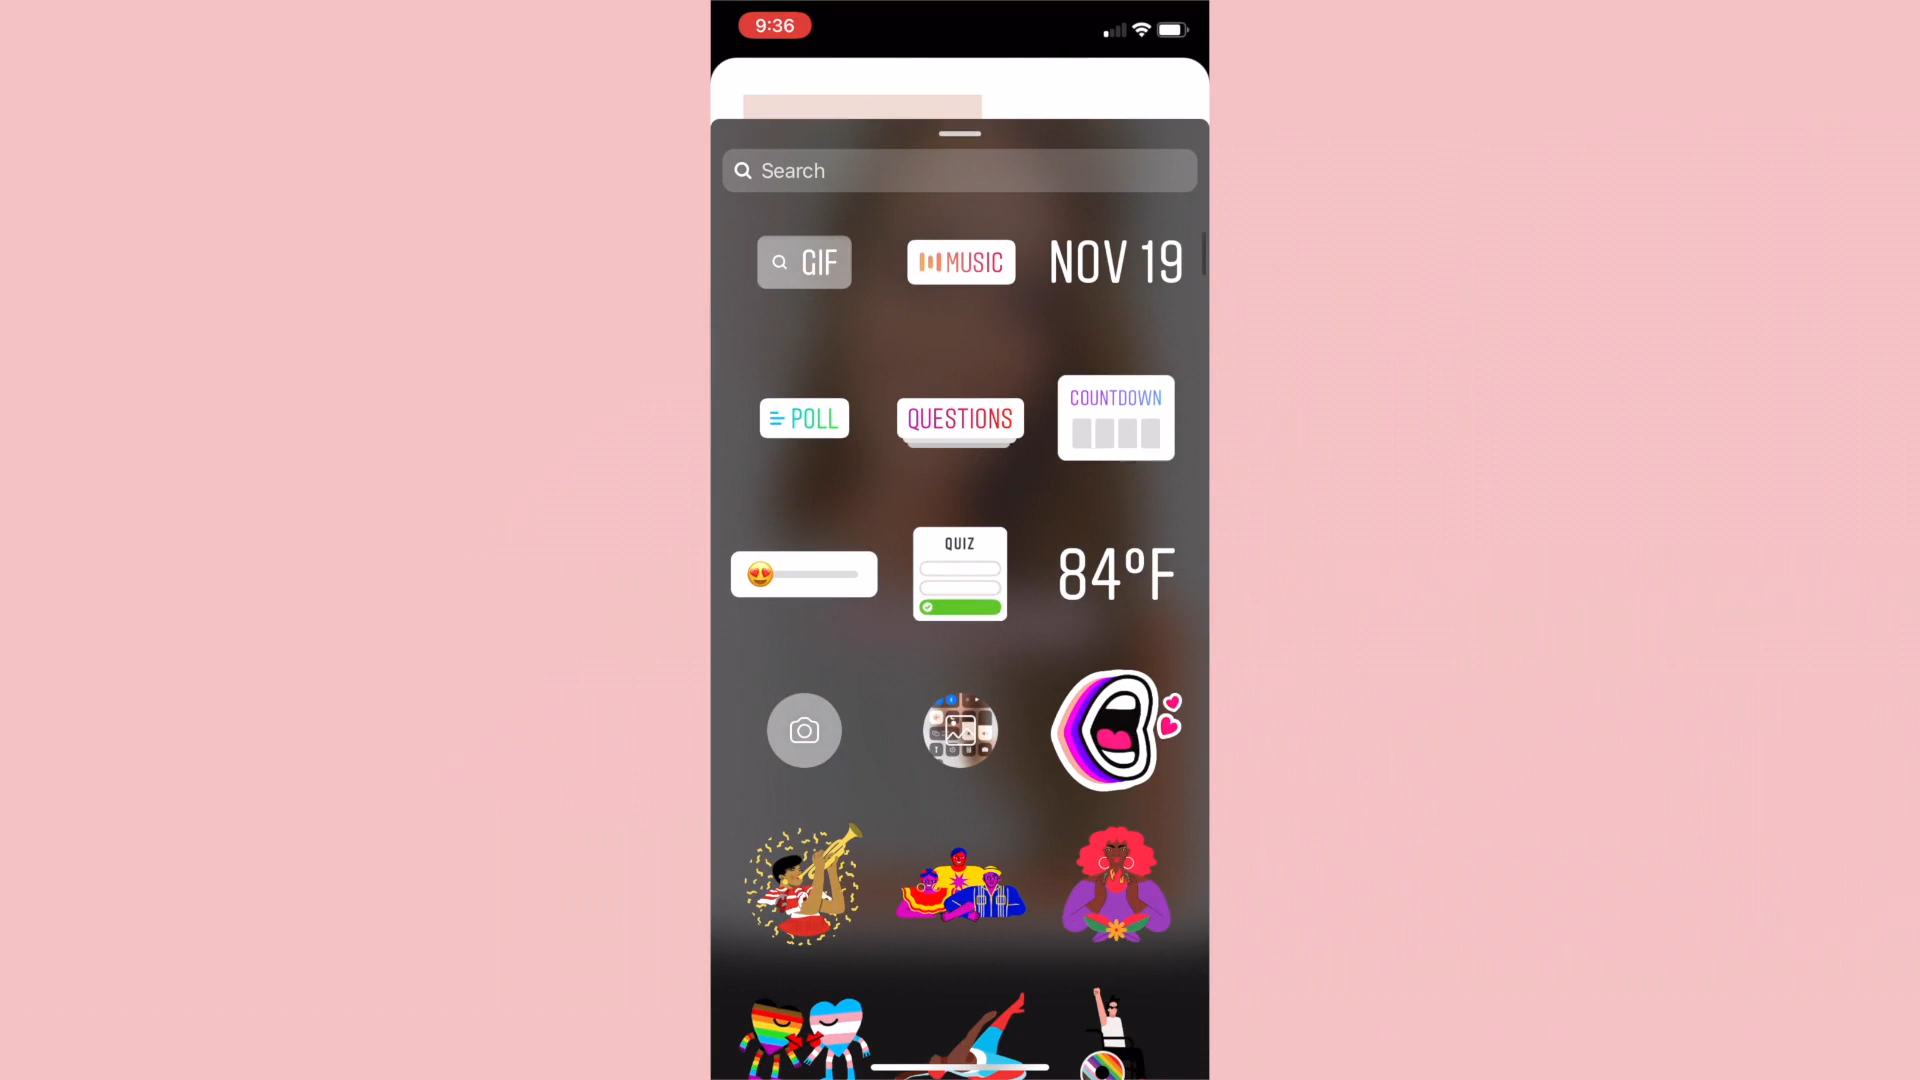 9:36
Search
GIF
MUSIC
NOV 19
POLL
QUESTIONS
COUNTDOWN
QUIZ
84°F